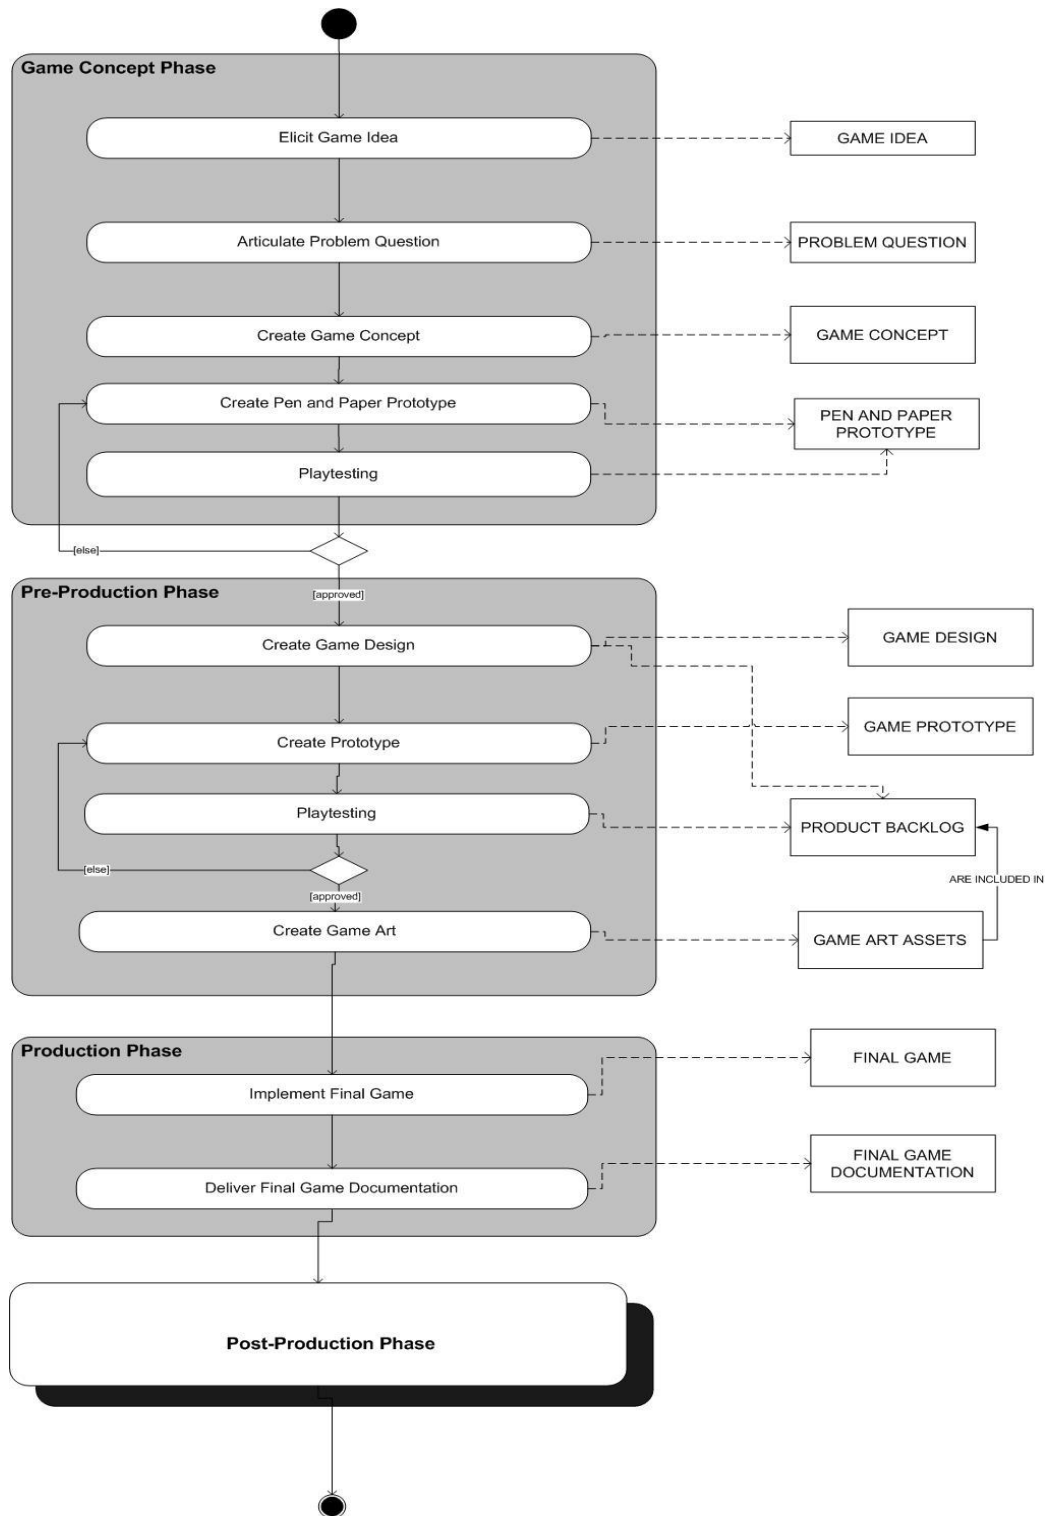 Game Concept Phase
Elicit Game Idea
GAME IDEA
Articulate Problem Question
PROBLEM QUESTION
Create Game Concept
GAME CONCEPT
Create Pen and Paper Prototype
PEN AND PAPER
PROTOTYPE
Playtesting
[else]
Pre-Production Phase
[approved]
Create Game Design
GAME DESIGN
Create Prototype
GAME PROTOTYPE
Playtesting
PRODUCT BACKLOG
[else]
ARE INCLUDED IN
[approved]
Create Game Art
GAME ART ASSETS
Production Phase
FINAL GAME
Implement Final Game
FINAL GAME
DOCUMENTATION
Deliver Final Game Documentation
Post-Production Phase